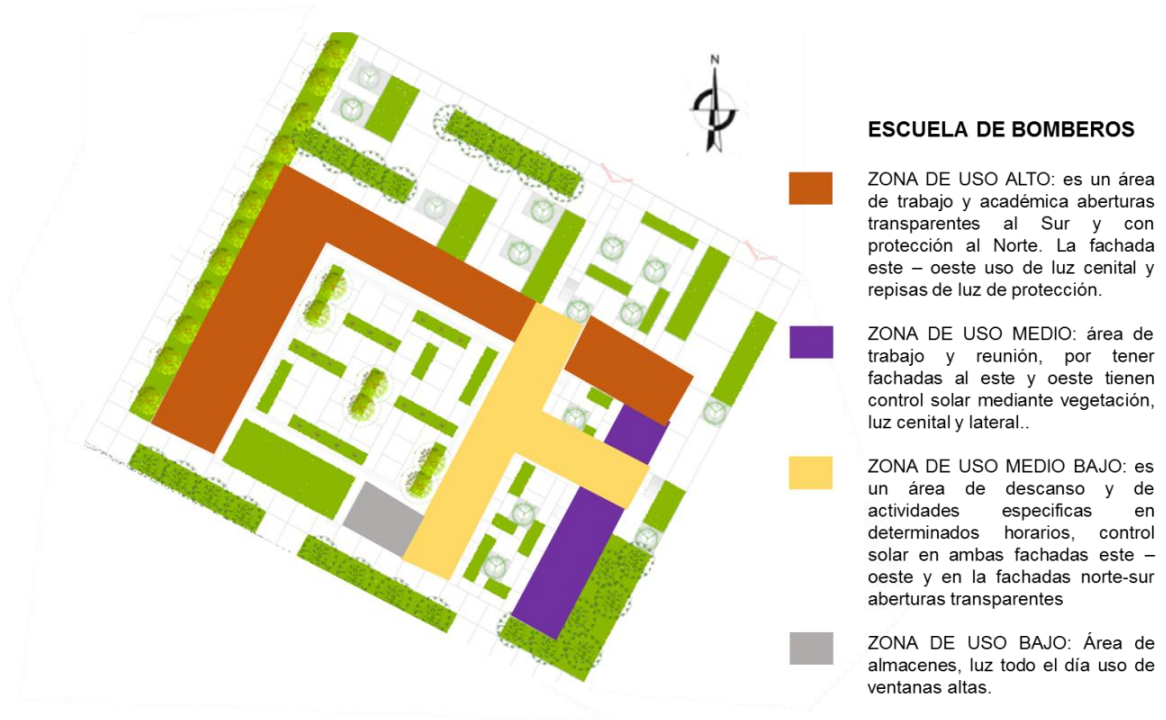 N
ESCUELA DE BOMBEROS
ZONA DE USO ALTO: es un área
de trabajo y académica aberturas
transparentes al Sur y con
protección al Norte. La fachada
este – oeste uso de luz cenital y
repisas de luz de protección.
ZONA DE USO MEDIO: área de
trabajo y reunión, por tener
fachadas al este y oeste tienen
control solar mediante vegetación,
luz cenital y lateral..
ZONA DE USO MEDIO BAJO: es
un área de descanso y de
actividades especificas en
determinados horarios, control
solar en ambas fachadas este –
oeste y en la fachadas norte-sur
aberturas transparentes
ZONA DE USO BAJO: Área de
almacenes, luz todo el día uso de
ventanas altas.